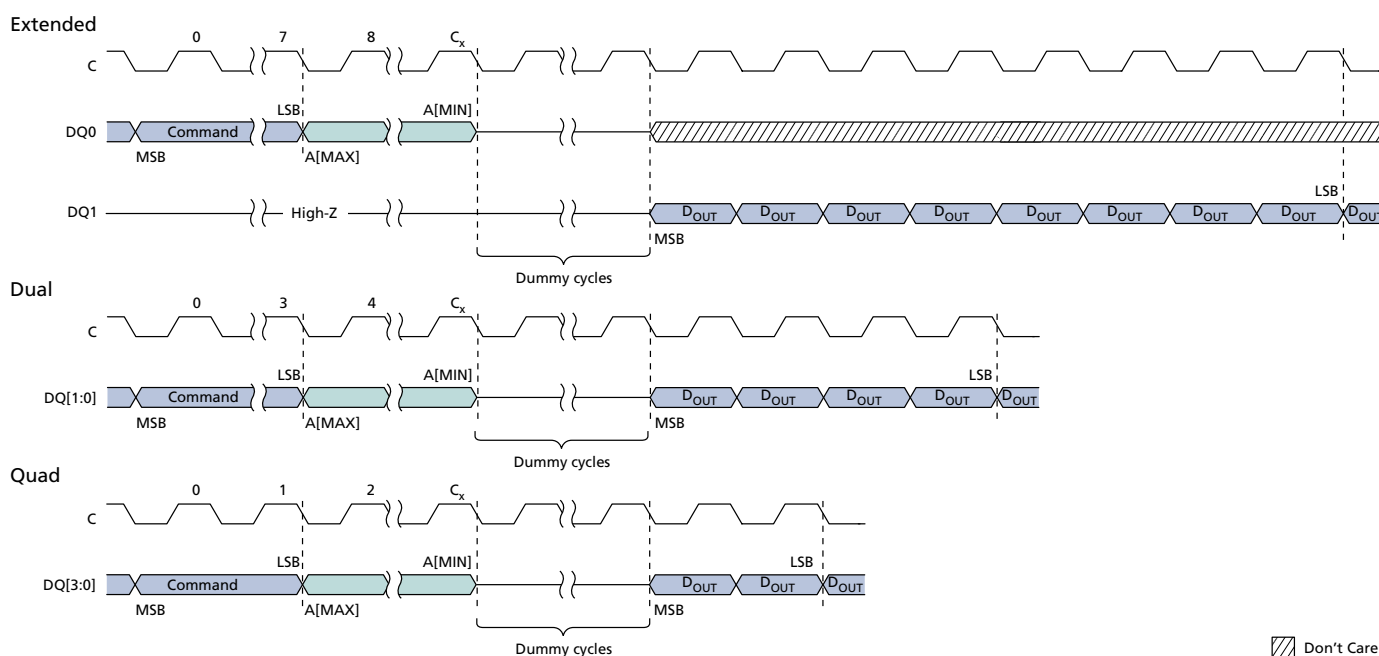 Extended
0 7 8 Cx
C
LSB A[MIN]
DQ0 Command
MSB A[MAX]
LSB
DQ1 High-Z DOUT DOUT DOUT DOUT DOUT DOUT DOUT DOUT DOUT
MSB
Dummy cycles
Dual
0 3 4 Cx
C
LSB A[MIN] LSB
DQ[1:0] Command DOUT DOUT DOUT DOUT DOUT
MSB A[MAX] MSB
Dummy cycles
Quad
0 1 2 Cx
C
LSB A[MIN] LSB
DQ[3:0] Command DOUT DOUT DOUT
MSB A[MAX] MSB
Dummy cycles
Don't Care